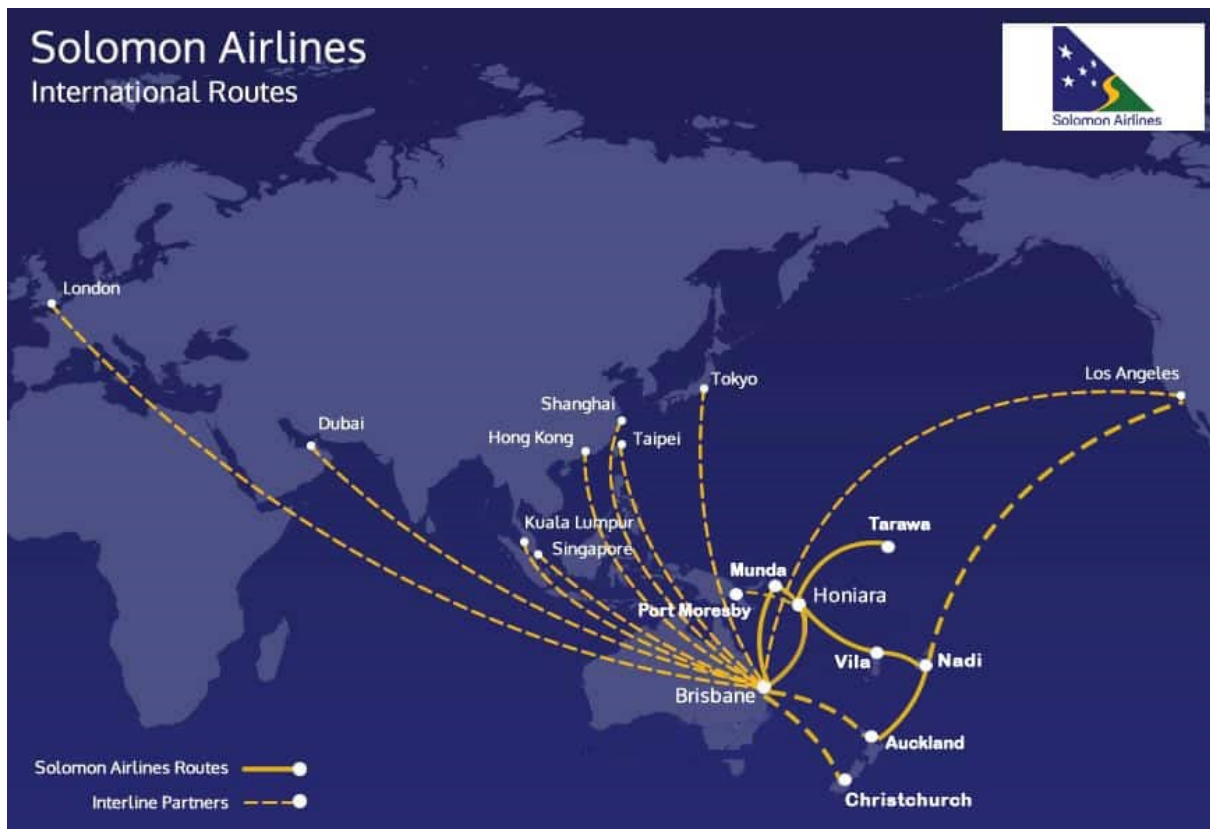 Solomon Airlines
International Routes
Solomon Airlines
London
Dubai
Shanghai
Hong Kong
Taipei
Tokyo
Los Angeles
Kuala Lumpur
Singapore
Tarawa
Munda
Honiara
Port Moresby
Vila
Nadi
Brisbane
Auckland
Christchurch
Solomon Airlines Routes
Interline Partners